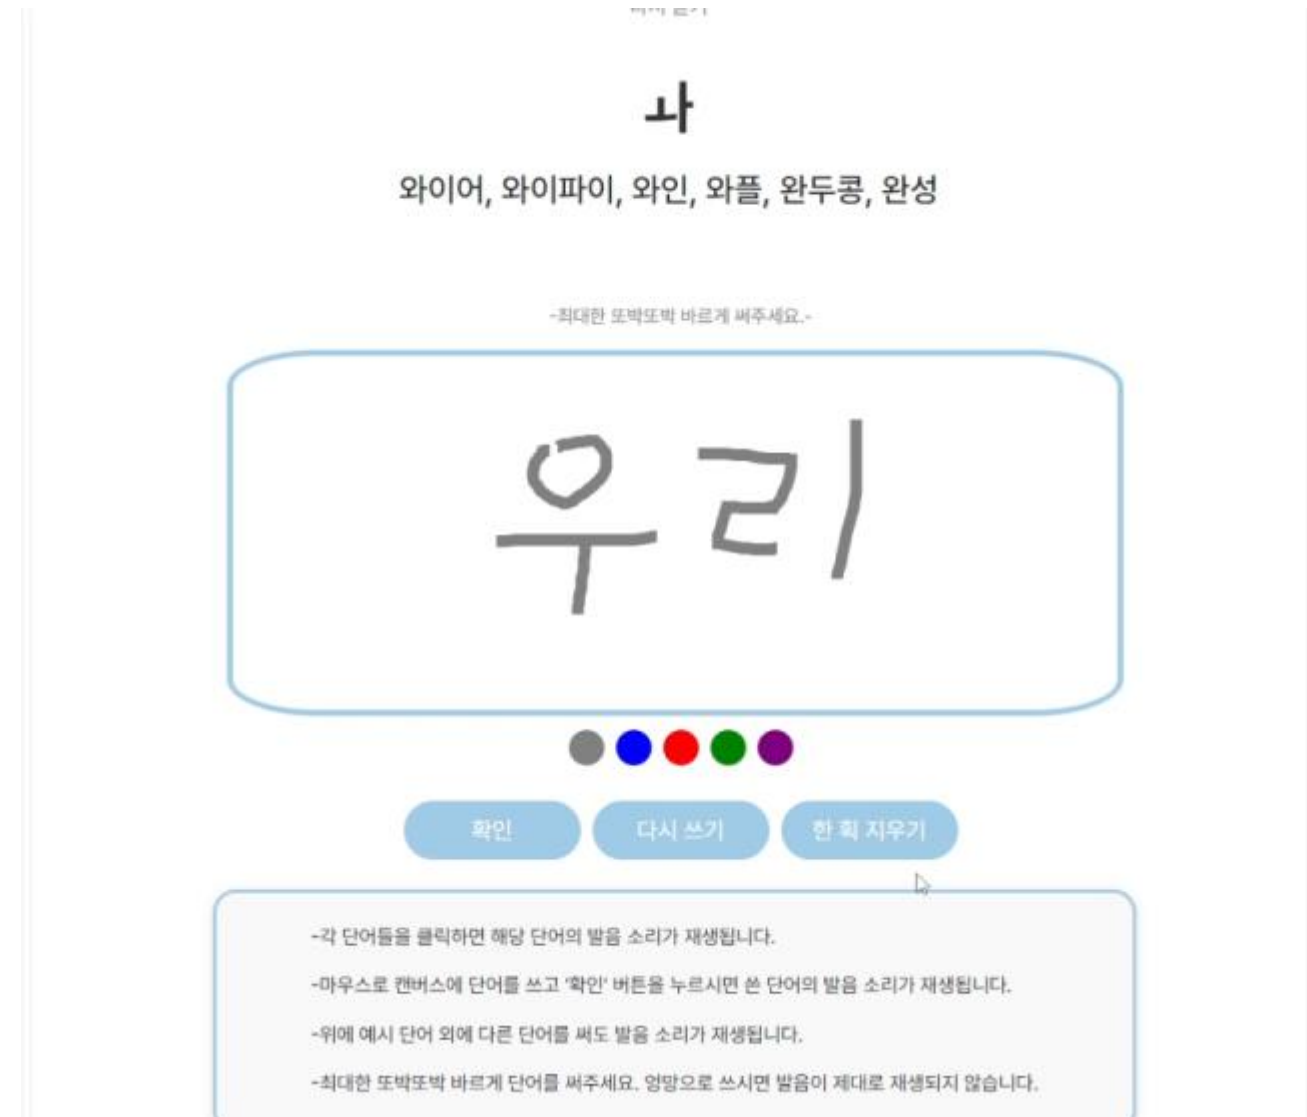 ㅘ
와이어, 와이파이, 와인, 와플, 완두콩, 완성
-최대한 또박또박 바르게 써주세요.-
우리
확인 다시 쓰기 한 획 지우기
-각 단어들을 클릭하면 해당 단어의 발음 소리가 재생됩니다.
-마우스로 캔버스에 단어를 쓰고 '확인' 버튼을 누르시면 쓴 단어의 발음 소리가 재생됩니다.
-위에 예시 단어 외에 다른 단어를 써도 발음 소리가 재생됩니다.
-최대한 또박또박 바르게 단어를 써주세요. 엉망으로 쓰시면 발음이 제대로 재생되지 않습니다.